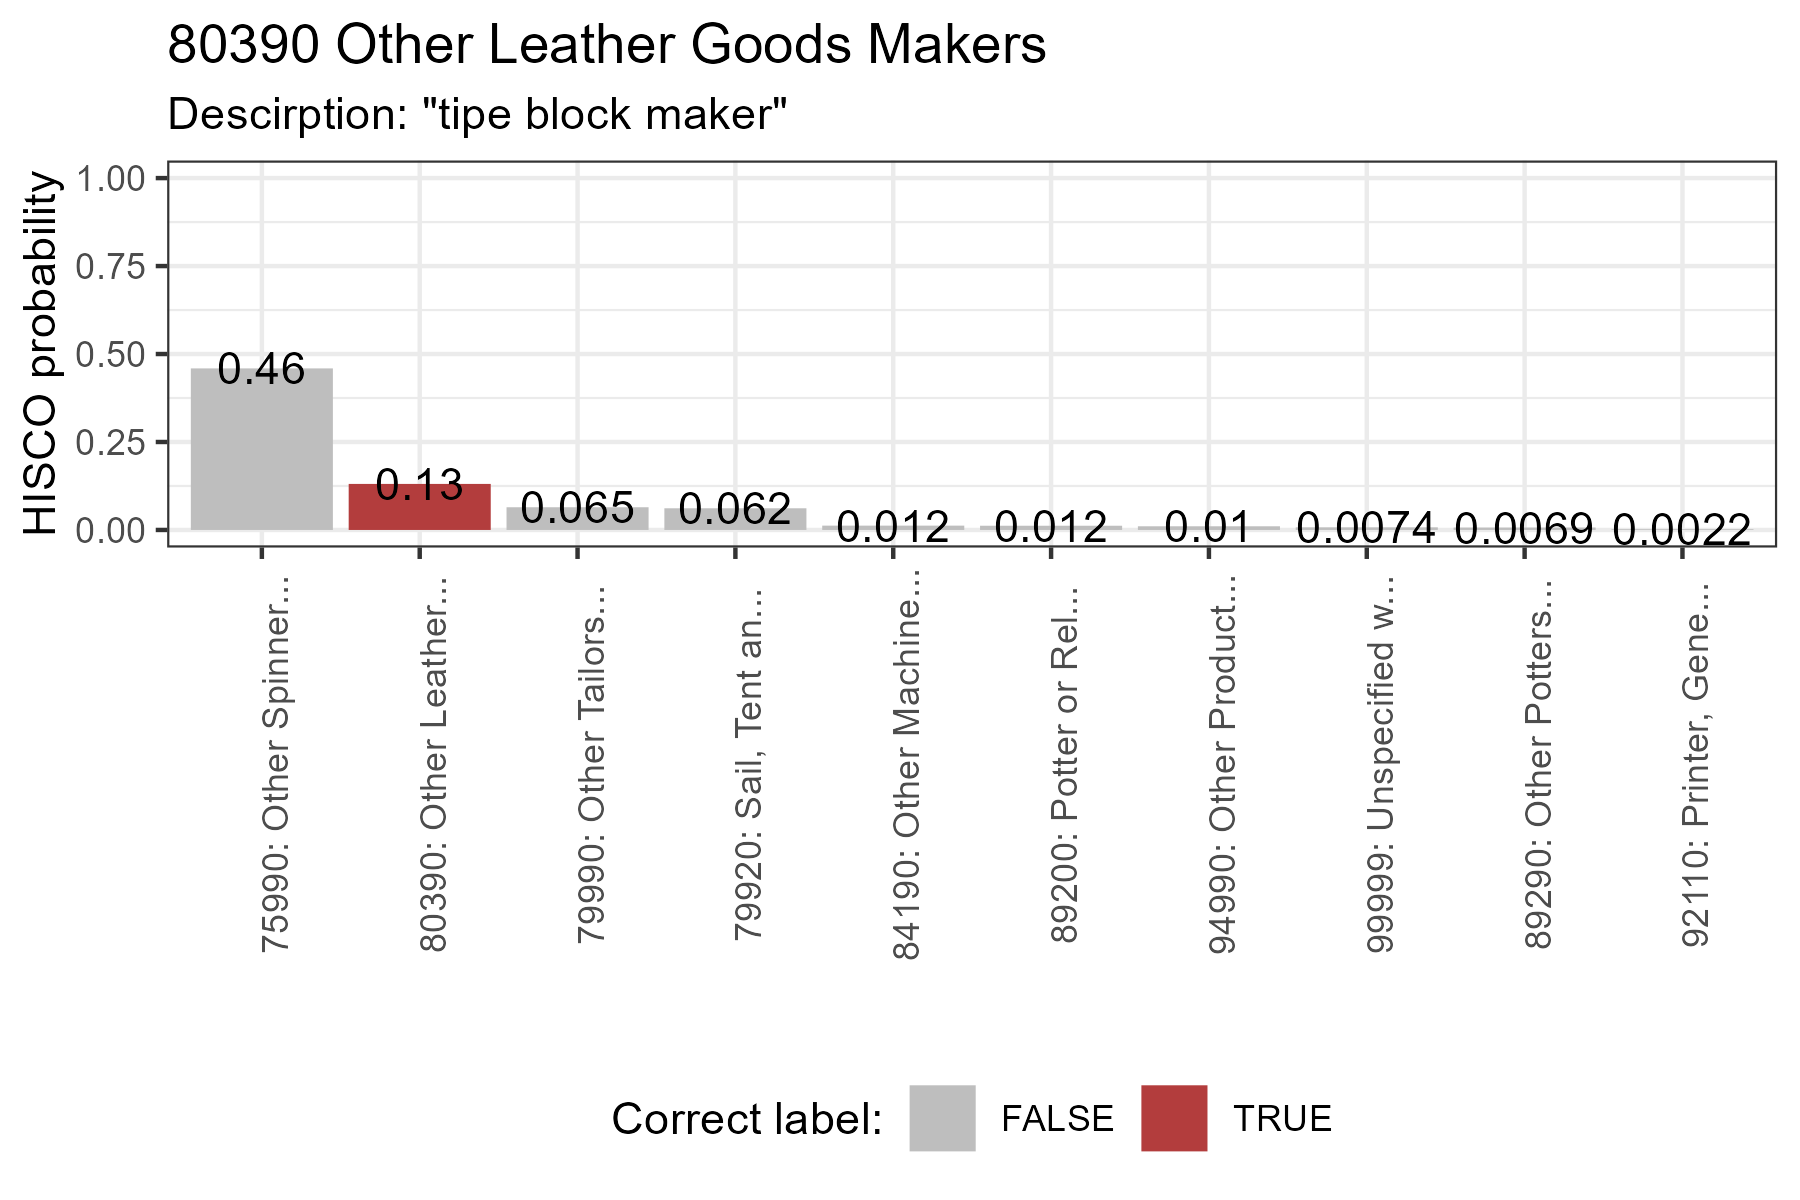 80390 Other Leather Goods Makers
Descirption: "tipe block maker"
HISCO probability
1.00
0.75
0.50
0.25
0.00
0.46
0.13
0.065
0.062
0.012
0.012
0.01
0.0074
0.0069
0.0022
75990: Other Spinner...
80390: Other Leather...
79990: Other Tailors...
79920: Sail, Tent an...
84190: Other Machine...
89200: Potter or Rel...
94990: Other Product...
99999: Unspecified w...
89290: Other Potters...
92110: Printer, Gene...
Correct label: FALSE TRUE